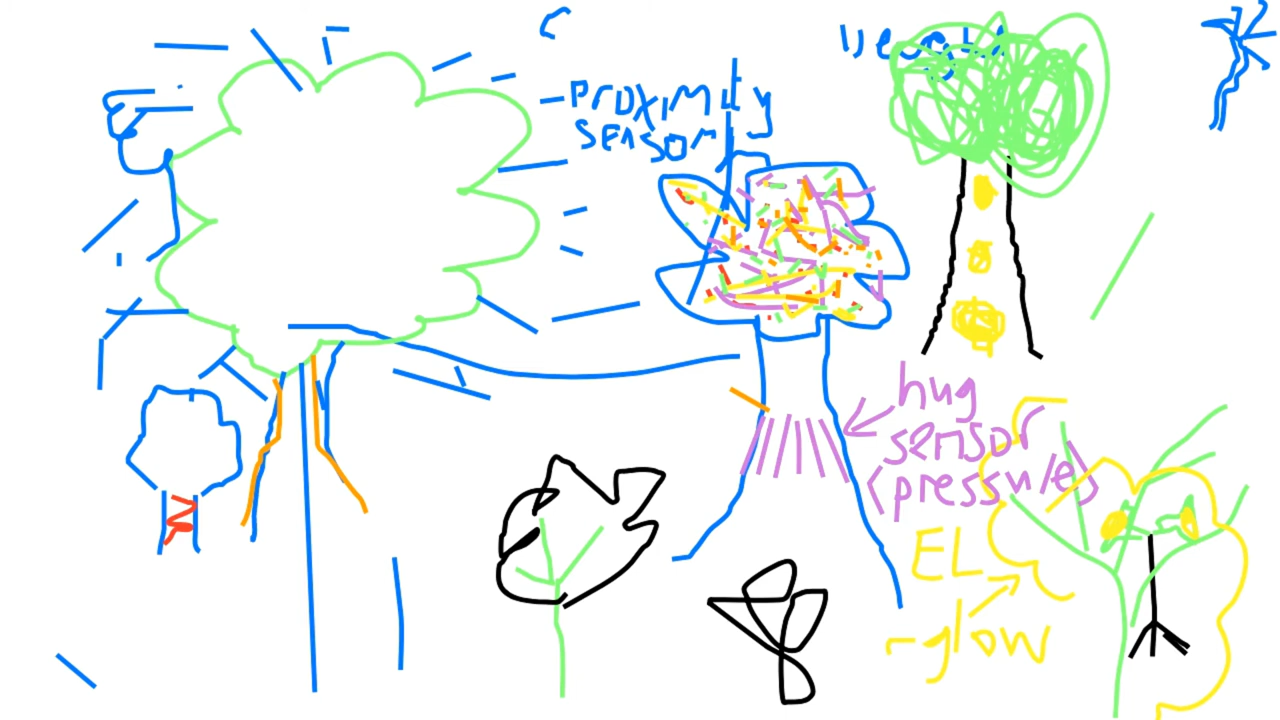 proximity
sensor
hug
sensor
(pressure)
EL
-glow